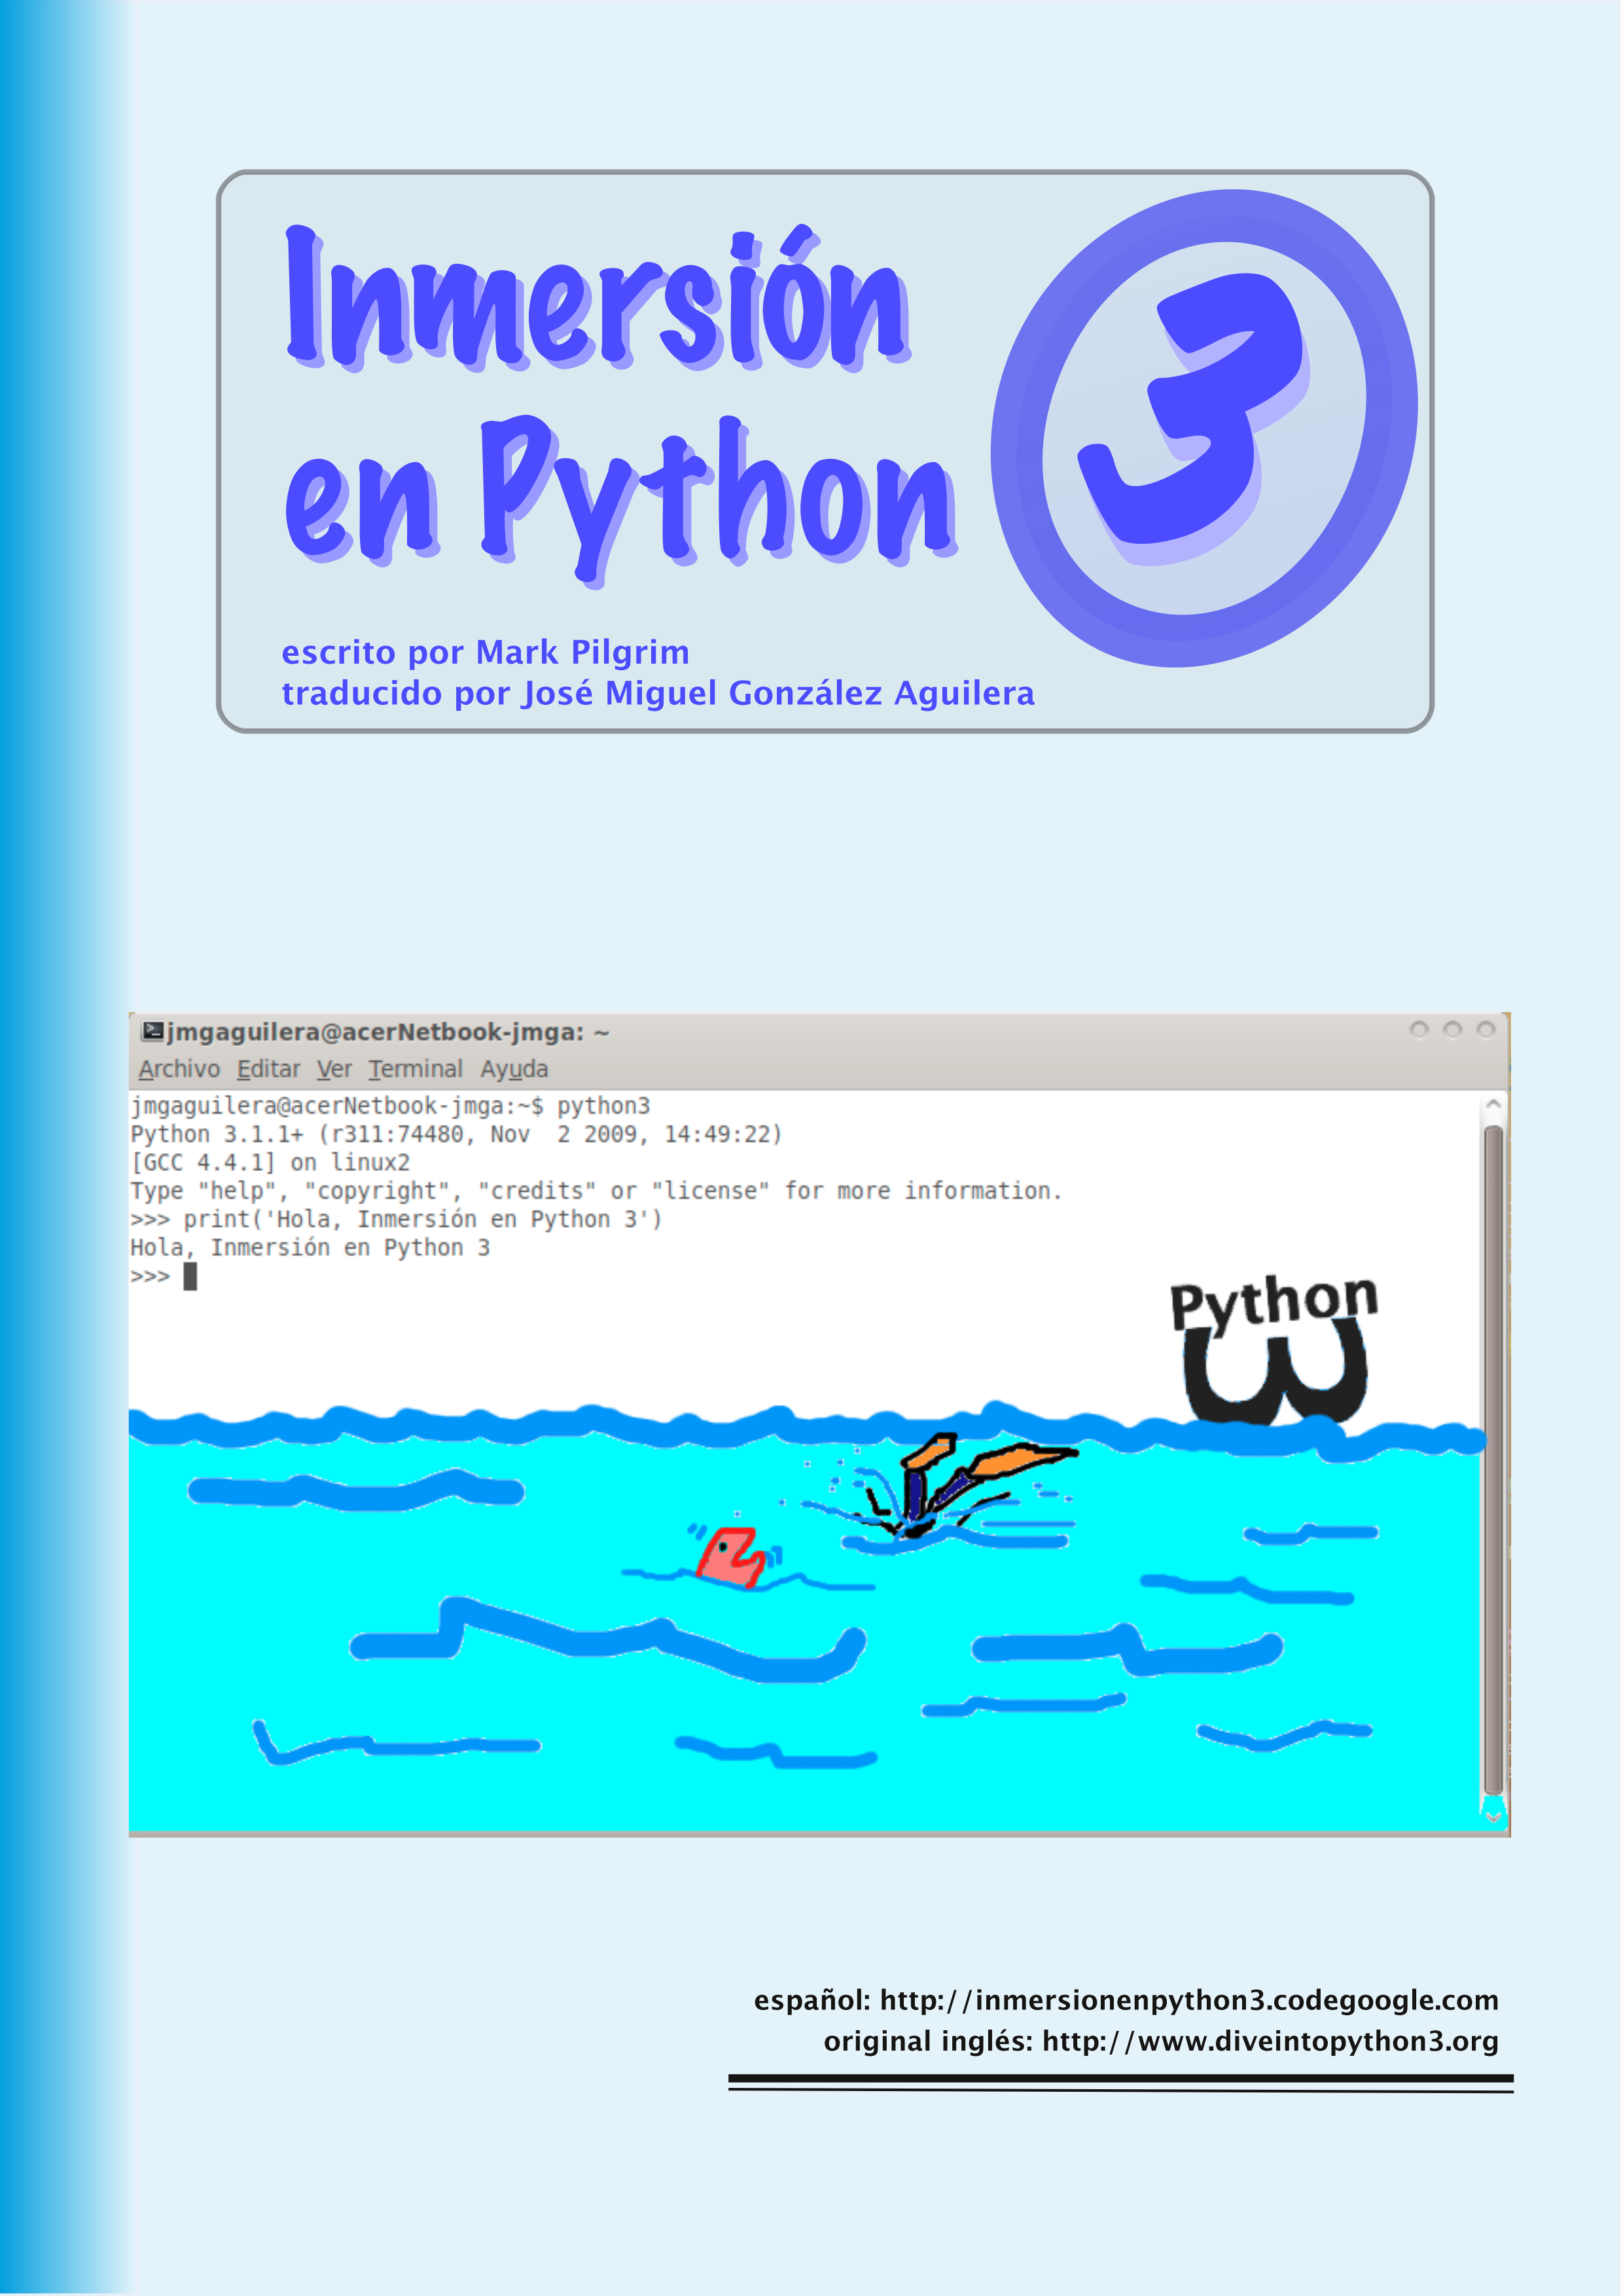 Inmersión
en Python
3
escrito por Mark Pilgrim
traducido por José Miguel González Aguilera
jmgaguilera@acerNetbook-jmga: ~
Archivo Editar Ver Terminal Ayuda
jmgaguilera@acerNetbook-jmga:~$ python3
Python 3.1.1+ (r311:74480, Nov  2 2009, 14:49:22)
[GCC 4.4.1] on linux2
Type "help", "copyright", "credits" or "license" for more information.
>>> print('Hola, Inmersión en Python 3')
Hola, Inmersión en Python 3
>>>
Python
3
español: http://inmersionenpython3.codegoogle.com
original inglés: http://www.diveintopython3.org